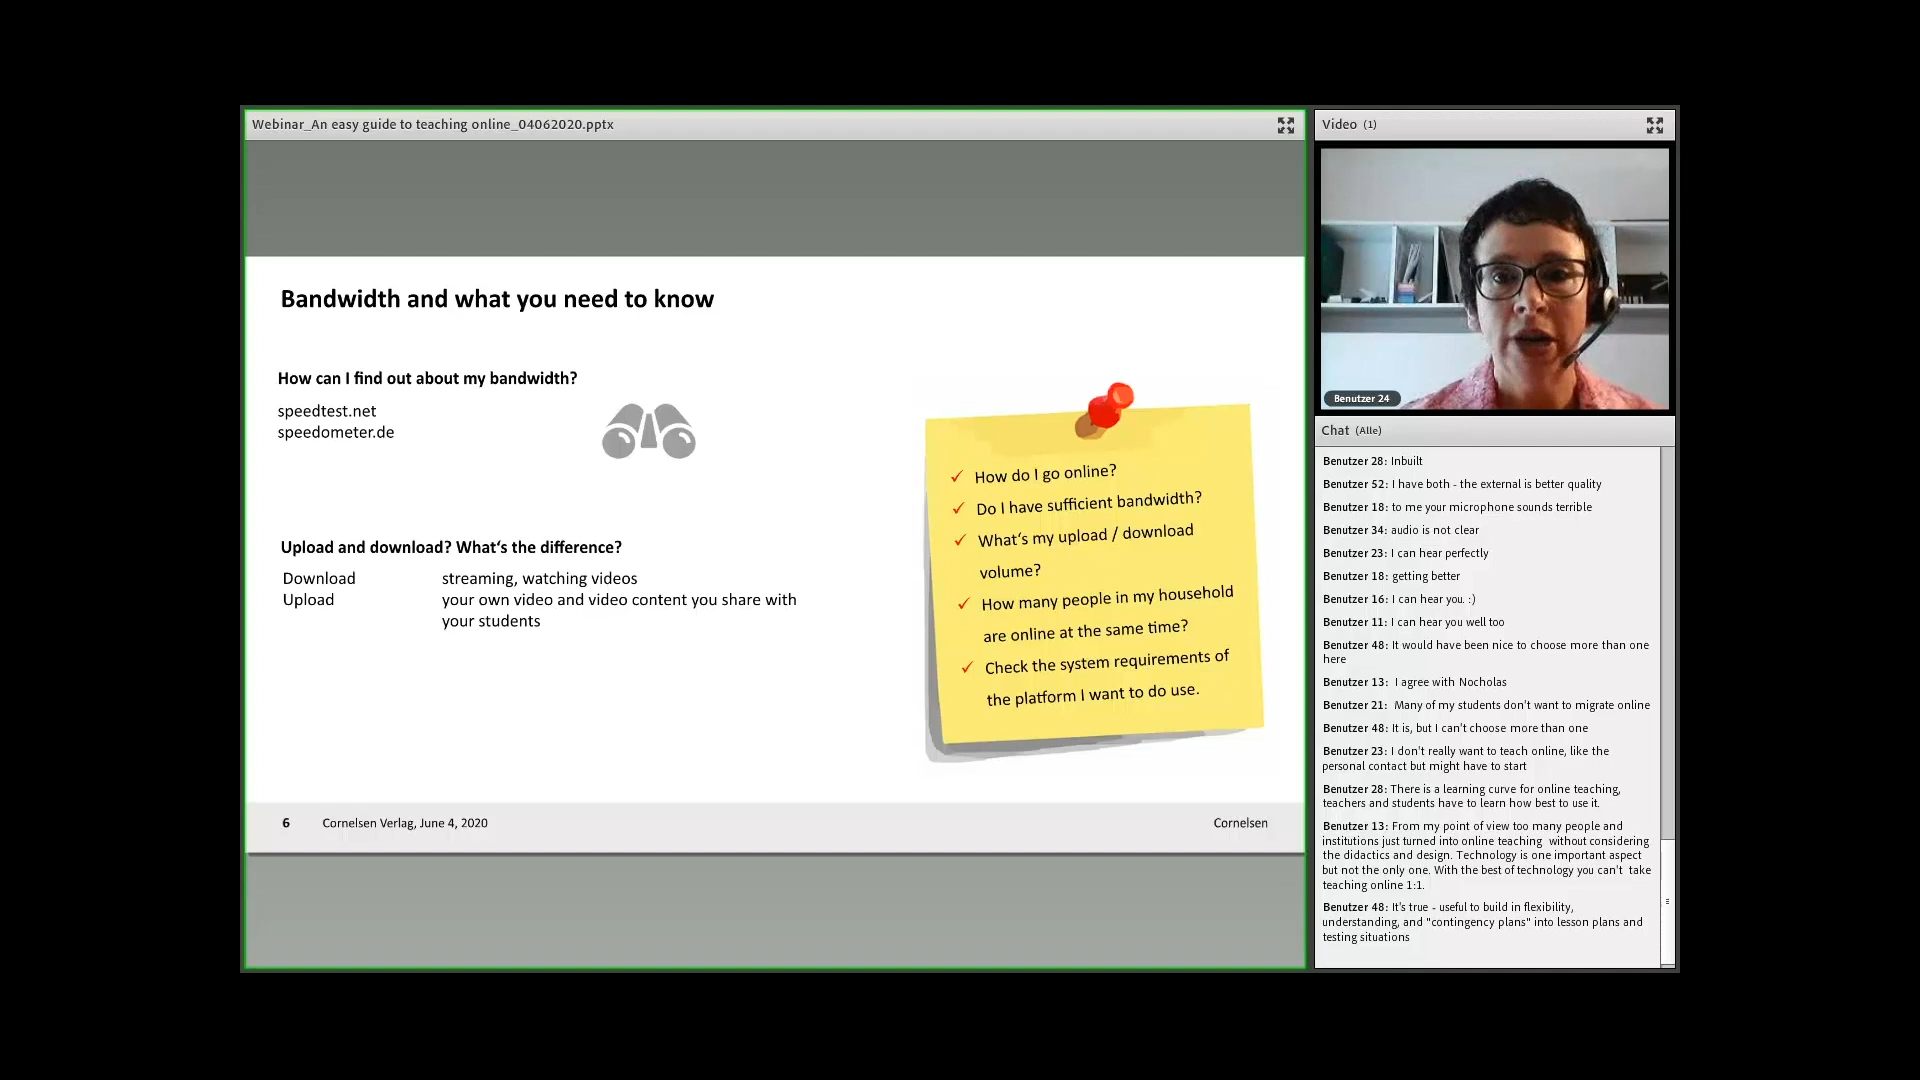 Webinar_An easy guide to teaching online_04062020.pptx
Bandwidth and what you need to know
How can I find out about my bandwidth?
speedtest.net
speedometer.de
Upload and download? What‘s the difference?
Download streaming, watching videos
Upload your own video and video content you share with
your students
✓ How do I go online?
✓ Do I have sufficient bandwidth?
✓ What‘s my upload / download
volume?
✓ How many people in my household
are online at the same time?
✓ Check the system requirements of
the platform I want to do use.
6 Cornelsen Verlag, June 4, 2020 Cornelsen
Video (1)
Benutzer 24
Chat (Alle)
Benutzer 28: Inbuilt
Benutzer 52: I have both - the external is better quality
Benutzer 18: to me your microphone sounds terrible
Benutzer 34: audio is not clear
Benutzer 23: I can hear perfectly
Benutzer 18: getting better
Benutzer 16: I can hear you. :)
Benutzer 11: I can hear you well too
Benutzer 48: It would have been nice to choose more than one
here
Benutzer 13: I agree with Nocholas
Benutzer 21: Many of my students don't want to migrate online
Benutzer 48: It is, but I can't choose more than one
Benutzer 23: I don't really want to teach online, like the
personal contact but might have to start
Benutzer 28: There is a learning curve for online teaching,
teachers and students have to learn how best to use it.
Benutzer 13: From my point of view too many people and
institutions just turned into online teaching without considering
the didactics and design. Technology is one important aspect
but not the only one. With the best of technology you can't take
teaching online 1:1.
Benutzer 48: It's true - useful to build in flexibility,
understanding, and "contingency plans" into lesson plans and
testing situations